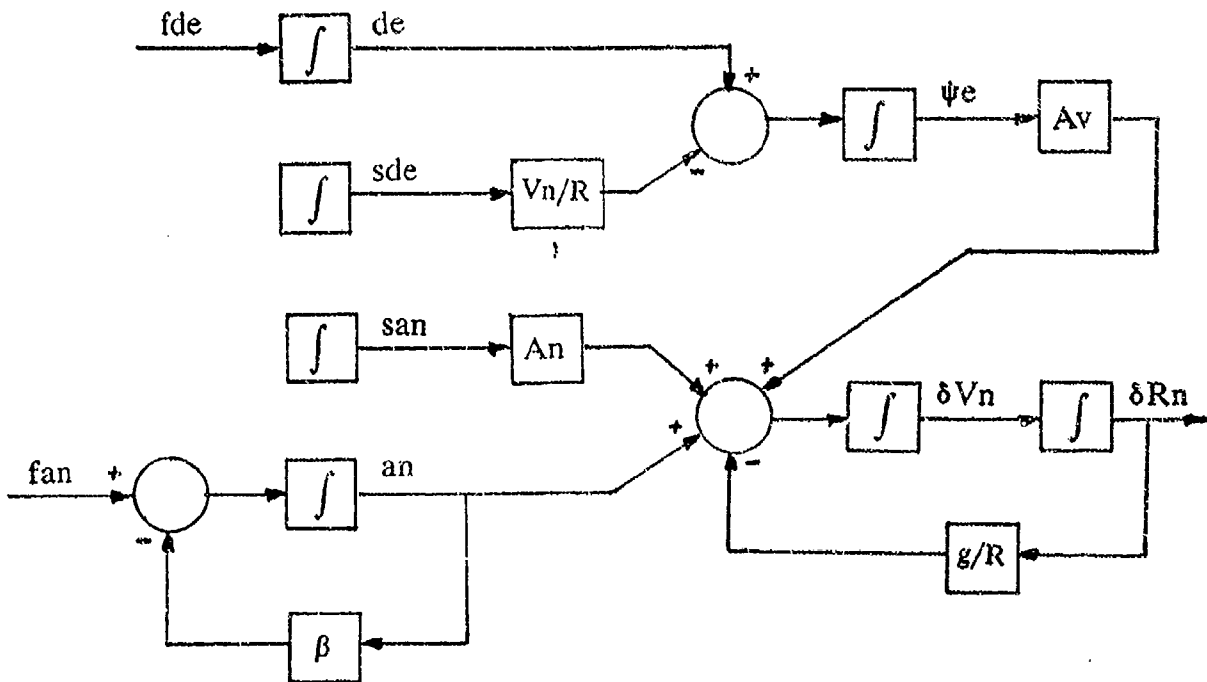 fde ∫ de +
∫ ψe Av
-
∫ sde Vn/R
∫ san An
+ +
∫ δVn ∫ δRn
+
-
fan + ∫ an
-
g/R
β